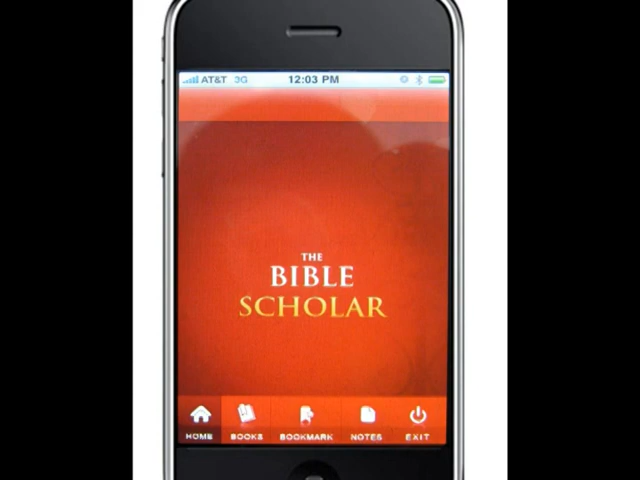 AT&T 3G 12:03 PM
THE
BIBLE
SCHOLAR
HOME BOOKS BOOKMARK NOTES EXIT